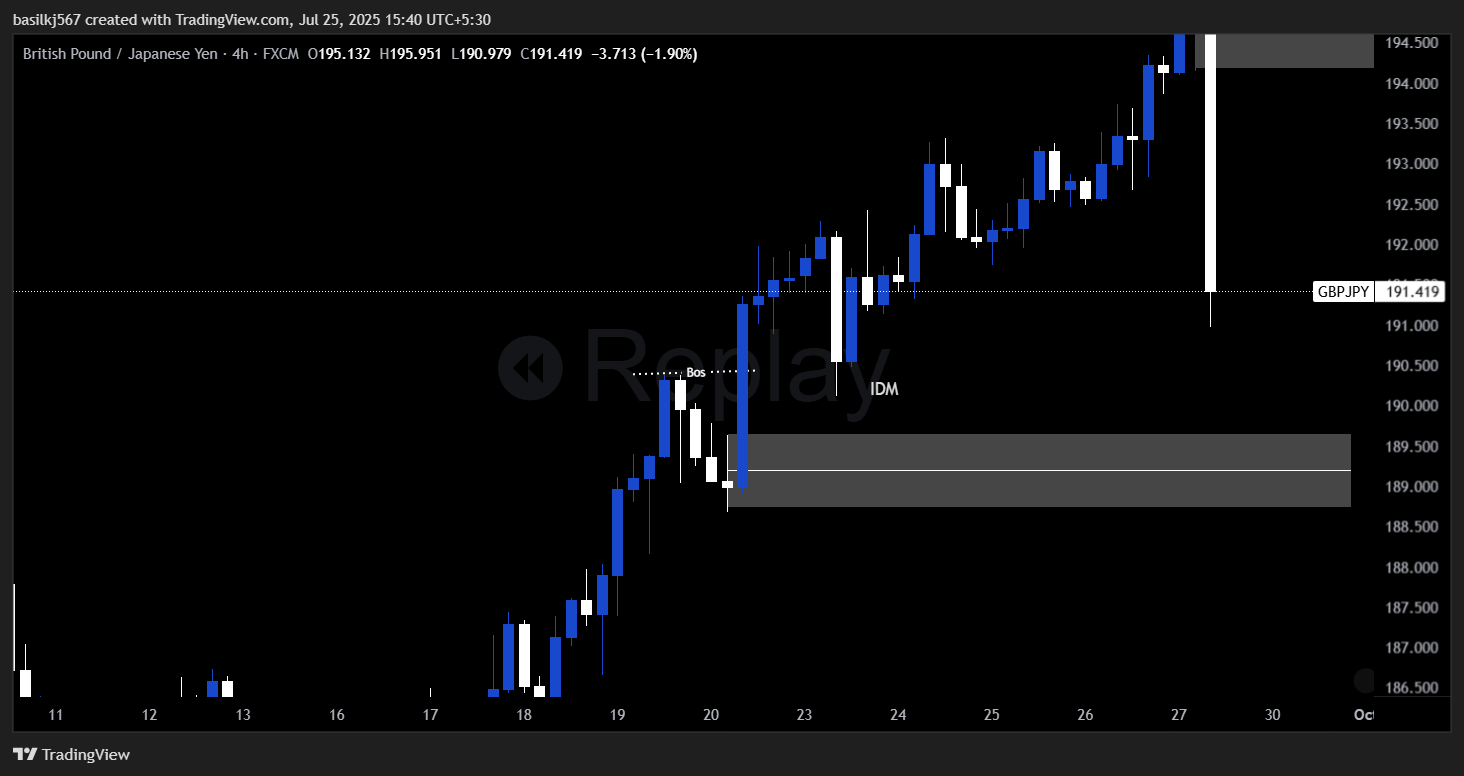 basilkj567 created with TradingView.com, Jul 25, 2025 15:40 UTC+5:30
British Pound / Japanese Yen · 4h · FXCM O195.132 H195.951 L190.979 C191.419 −3.713 (−1.90%)
194.500
194.000
193.500
193.000
192.500
192.000
GBPJPY 191.419
191.000
190.500
190.000
189.500
189.000
188.500
188.000
187.500
187.000
186.500
Replay
Bos
IDM
11 12 13 16 17 18 19 20 23 24 25 26 27 30 Oct
TradingView